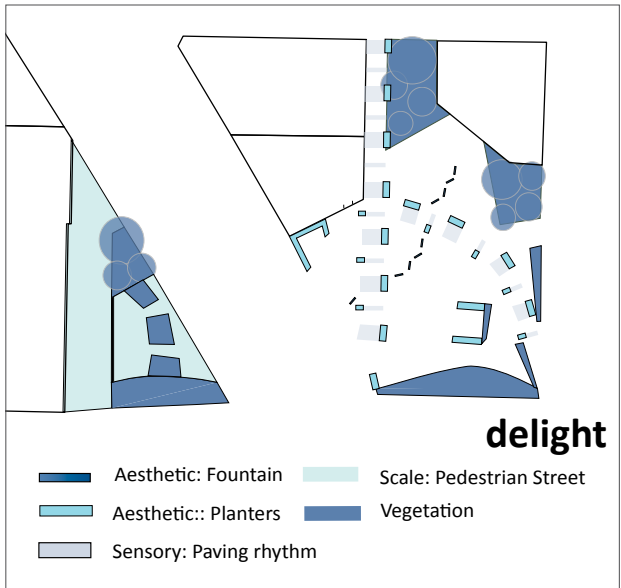 delight
Aesthetic: Fountain
Scale: Pedestrian Street
Aesthetic:: Planters
Vegetation
Sensory: Paving rhythm